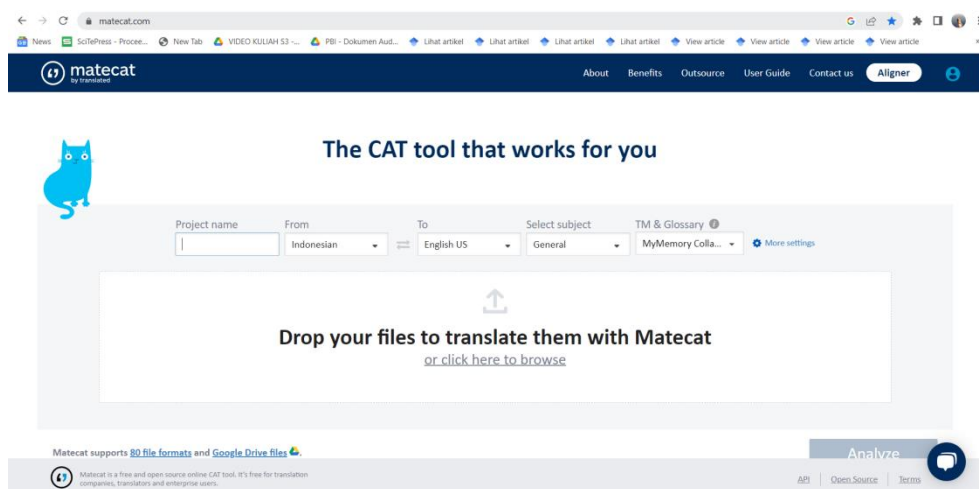 matecat.com
News SciTePress - Procee... New Tab VIDEO KULIAH S3 -... PBI - Dokumen Aud... Lihat artikel Lihat artikel Lihat artikel Lihat artikel View article View article View article View article
matecat
by translated
About Benefits Outsource User Guide Contact us Aligner
The CAT tool that works for you
Project name From To Select subject TM & Glossary
Indonesian English US General MyMemory Colla... More settings
Drop your files to translate them with Matecat
or click here to browse
Matecat supports 80 file formats and Google Drive files.
Analyze
Matecat is a free and open source online CAT tool. It's free for translation
companies, translators and enterprise users.
API Open Source Terms